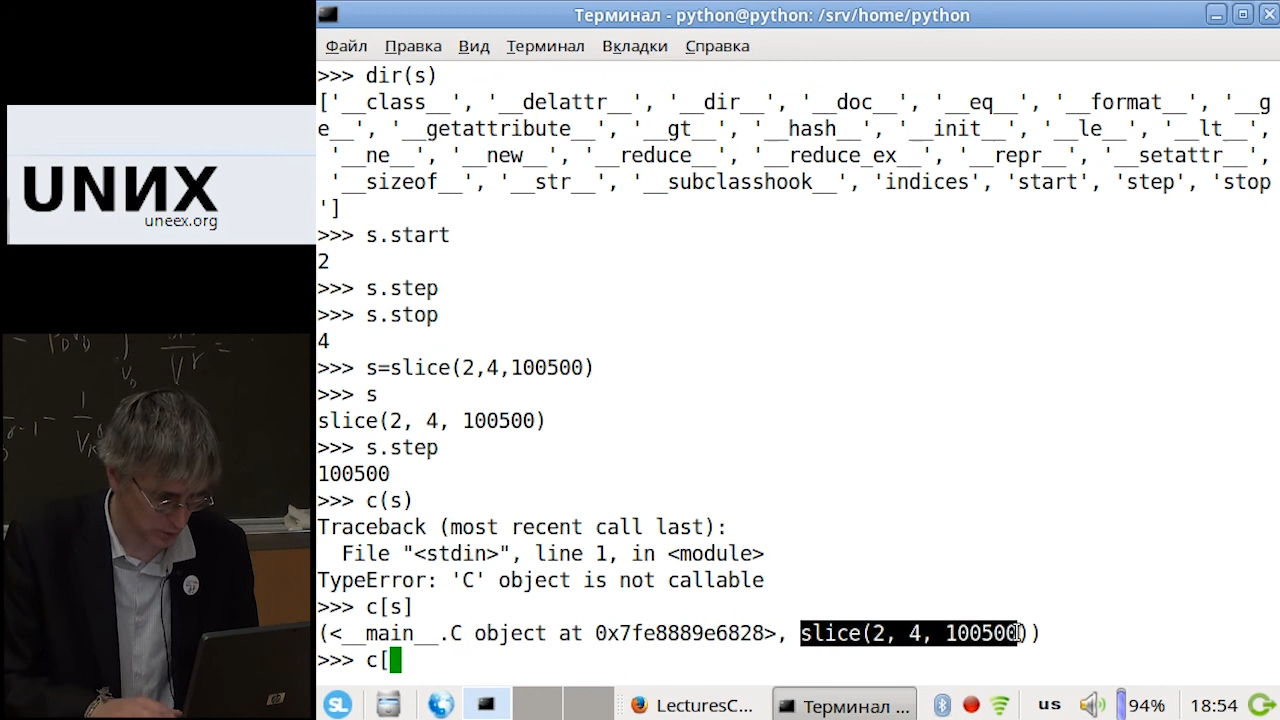 Терминал - python@python: /srv/home/python
Файл Правка Вид Терминал Вкладки Справка
>>> dir(s)
['__class__', '__delattr__', '__dir__', '__doc__', '__eq__', '__format__', '__g
e__', '__getattribute__', '__gt__', '__hash__', '__init__', '__le__', '__lt__',
'__ne__', '__new__', '__reduce__', '__reduce_ex__', '__repr__', '__setattr__',
'__sizeof__', '__str__', '__subclasshook__', 'indices', 'start', 'step', 'stop
']
>>> s.start
2
>>> s.step
>>> s.stop
4
>>> s=slice(2,4,100500)
>>> s
slice(2, 4, 100500)
>>> s.step
100500
>>> c(s)
Traceback (most recent call last):
  File "<stdin>", line 1, in <module>
TypeError: 'C' object is not callable
>>> c[s]
(<__main__.C object at 0x7fe8889e6828>, slice(2, 4, 100500))
>>> c[
UNИX
uneex.org
SL LecturesC... Терминал ... us 94% 18:54
hp